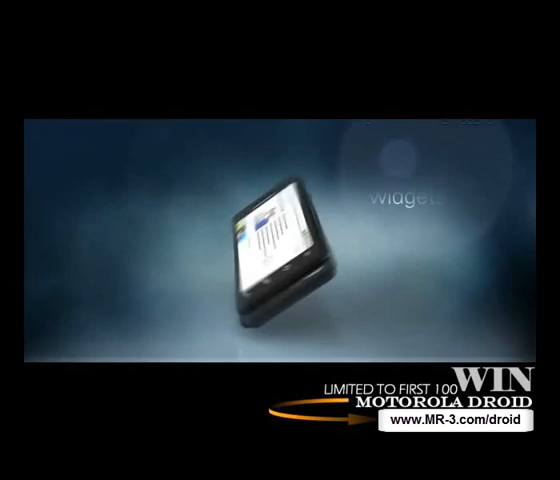 widgets
WIN
LIMITED TO FIRST 100
MOTOROLA DROID
www.MR-3.com/droid